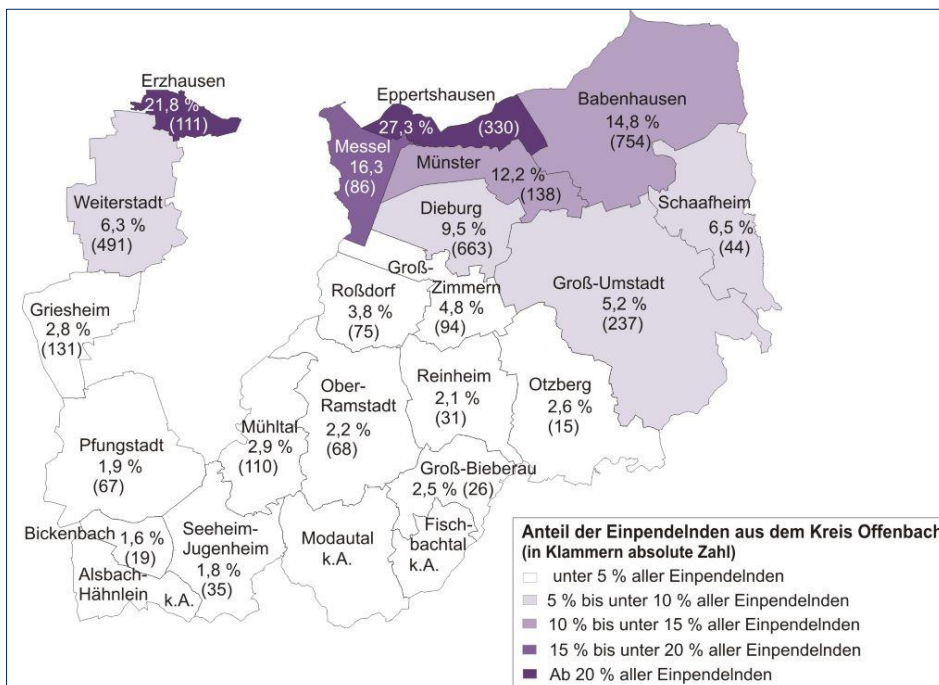 Erzhausen
21,8 %
(111)
Eppertshausen
27,3 %
(330)
Babenhausen
14,8 %
(754)
Messel
16,3
(86)
Münster
12,2 %
(138)
Weiterstadt
6,3 %
(491)
Dieburg
9,5 %
(663)
Schaafheim
6,5 %
(44)
Groß-
Zimmern
4,8 %
(94)
Groß-Umstadt
5,2 %
(237)
Griesheim
2,8 %
(131)
Roßdorf
3,8 %
(75)
Reinheim
2,1 %
(31)
Otzberg
2,6 %
(15)
Ober-
Ramstadt
2,2 %
(68)
Mühltal
2,9 %
(110)
Pfungstadt
1,9 %
(67)
Groß-Bieberau
2,5 % (26)
Bickenbach
1,6 %
(19)
Seeheim-
Jugenheim
1,8 %
(35)
Modautal
k.A.
Fisch-
bachtal
k.A.
Alsbach-
Hähnlein
k.A.
Anteil der Einpendelnden aus dem Kreis Offenbach
(in Klammern absolute Zahl)
unter 5 % aller Einpendelnden
5 % bis unter 10 % aller Einpendelnden
10 % bis unter 15 % aller Einpendelnden
15 % bis unter 20 % aller Einpendelnden
Ab 20 % aller Einpendelnden